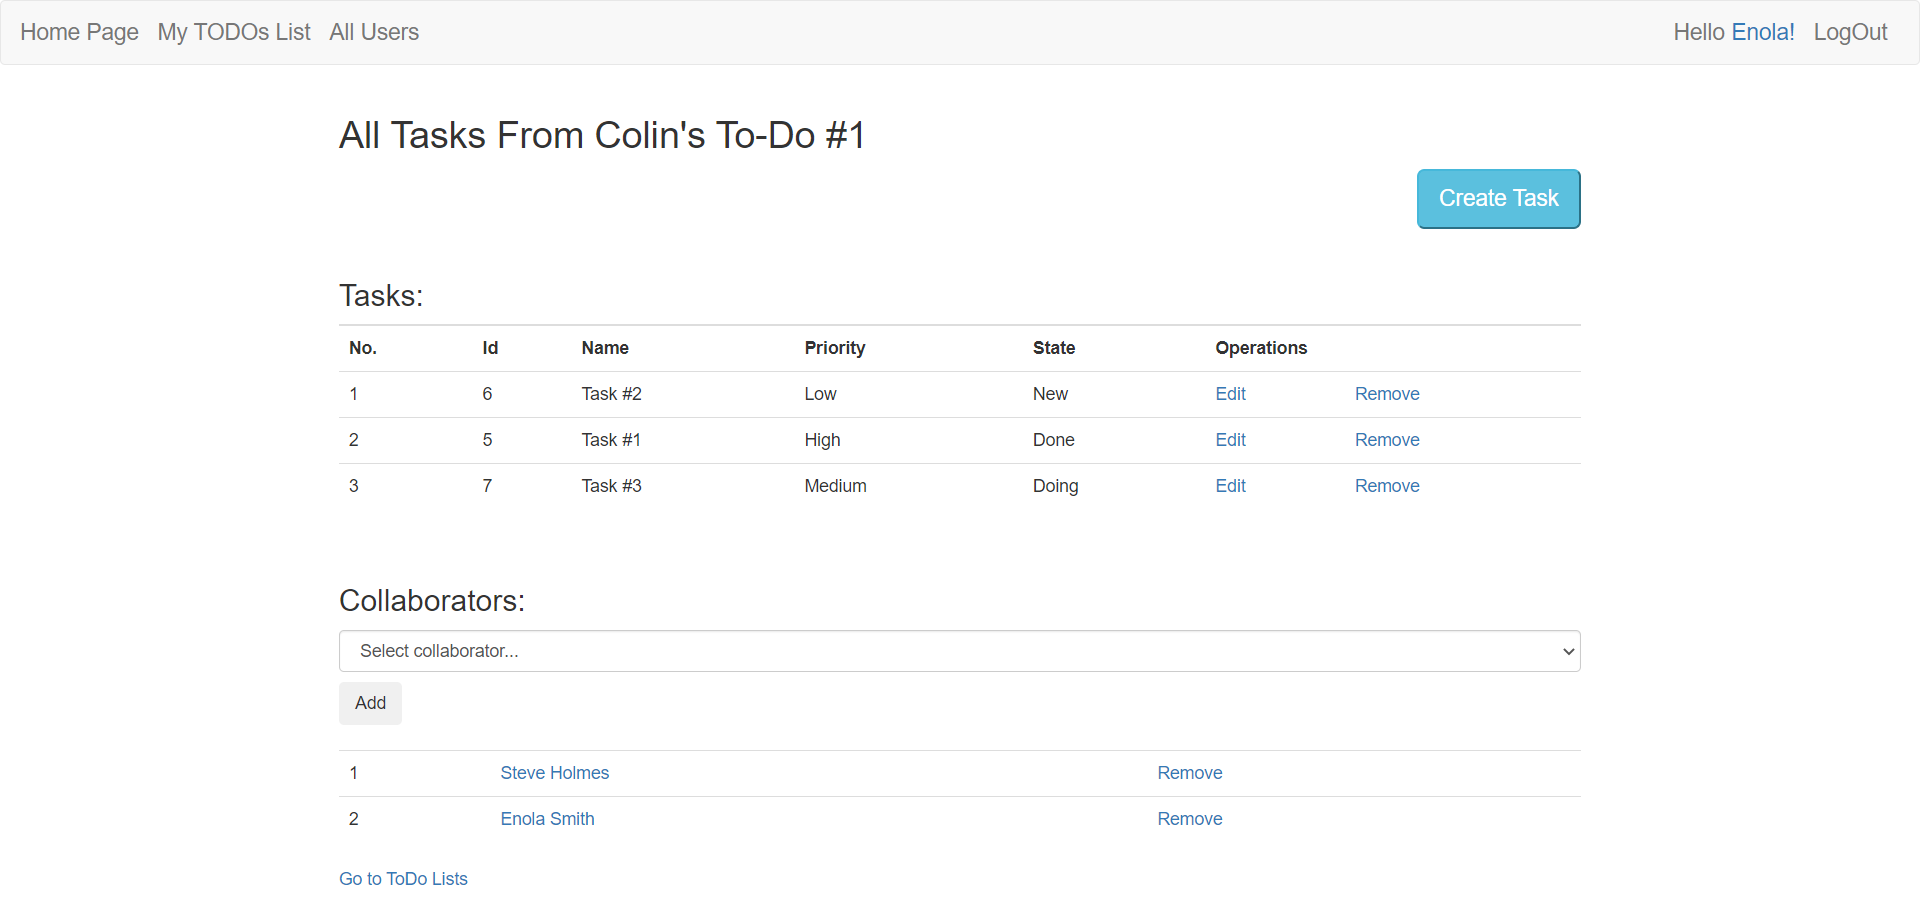 Home Page My TODOs List All Users Hello Enola! LogOut
All Tasks From Colin's To-Do #1
Create Task
Tasks:
No. Id Name Priority State Operations
1 6 Task #2 Low New Edit Remove
2 5 Task #1 High Done Edit Remove
3 7 Task #3 Medium Doing Edit Remove
Collaborators:
Select collaborator...
Add
1 Steve Holmes Remove
2 Enola Smith Remove
Go to ToDo Lists